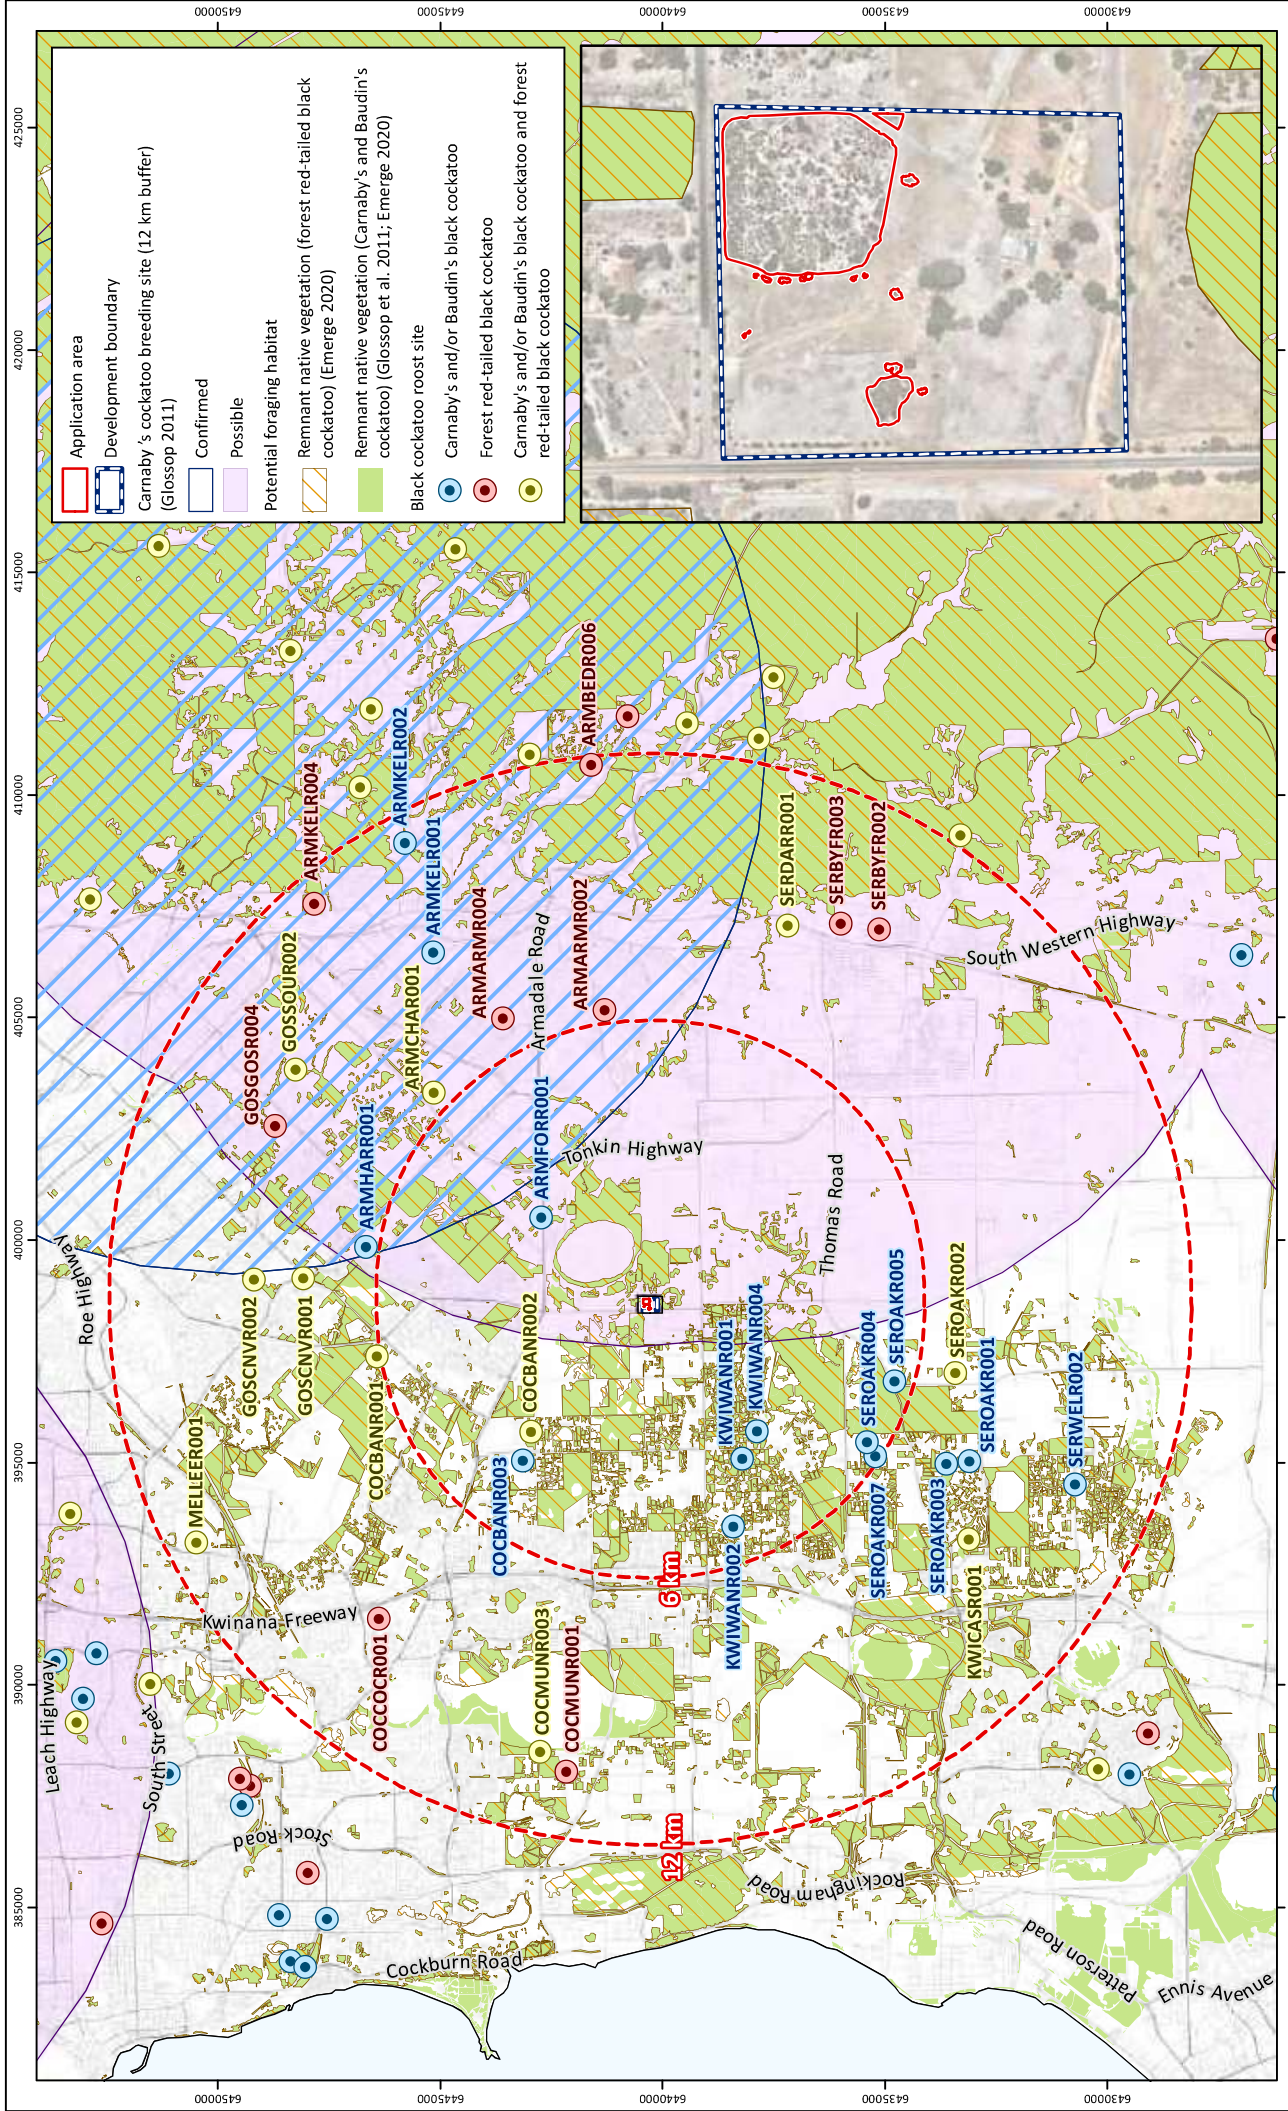 385000
390000
395000
400000
405000
410000
415000
420000
425000
6450000
6445000
6440000
6435000
6430000
6450000
6445000
6440000
6435000
6430000
Application area
Development boundary
Carnaby 's cockatoo breeding site (12 km buffer)
(Glossop 2011)
Confirmed
Possible
Potential foraging habitat
Remnant vegetation (forest red-tailed black
cockatoo) (Emerge 2020)
Remnant native vegetation (Carnaby's and Baudin's
cockatoo) (Glossop et al. 2011; Emerge 2020)
Black cockatoo roost site
Carnaby's and/or Baudin's black cockatoo
Forest red-tailed black cockatoo
Carnaby's and/or Baudin's black cockatoo and forest
red-tailed black cockatoo
Leach Highway
Roe Highway
South Street
MELLEER001
Stock Road
Kwinana Freeway
GOSCNVR002
GOSCNVR001
GOSGOSR004
GOSSOUR002
ARMKELR004
COCCOCR001
COCBANR001
ARMHARR001
ARMCHAR001
ARMKELR001
ARMKELR002
Cockburn Road
COCMUNR003
COCMUNR001
COCBANR003
COCBANR002
ARMFORR001
ARMARMR004
Armadale Road
ARMARMR002
ARMBEDR006
Tonkin Highway
12 km
6 km
KWIWANR002
KWIWANR001
KWIWANR004
Thomas Road
SERDARR001
SERBYFR003
SERBYFR002
Rockingham Road
SEROAKR007
SEROAKR004
SEROAKR005
SEROAKR003
SEROAKR002
SEROAKR001
KWICASR001
South Western Highway
SERWELR002
Patterson Road
Ennis Avenue